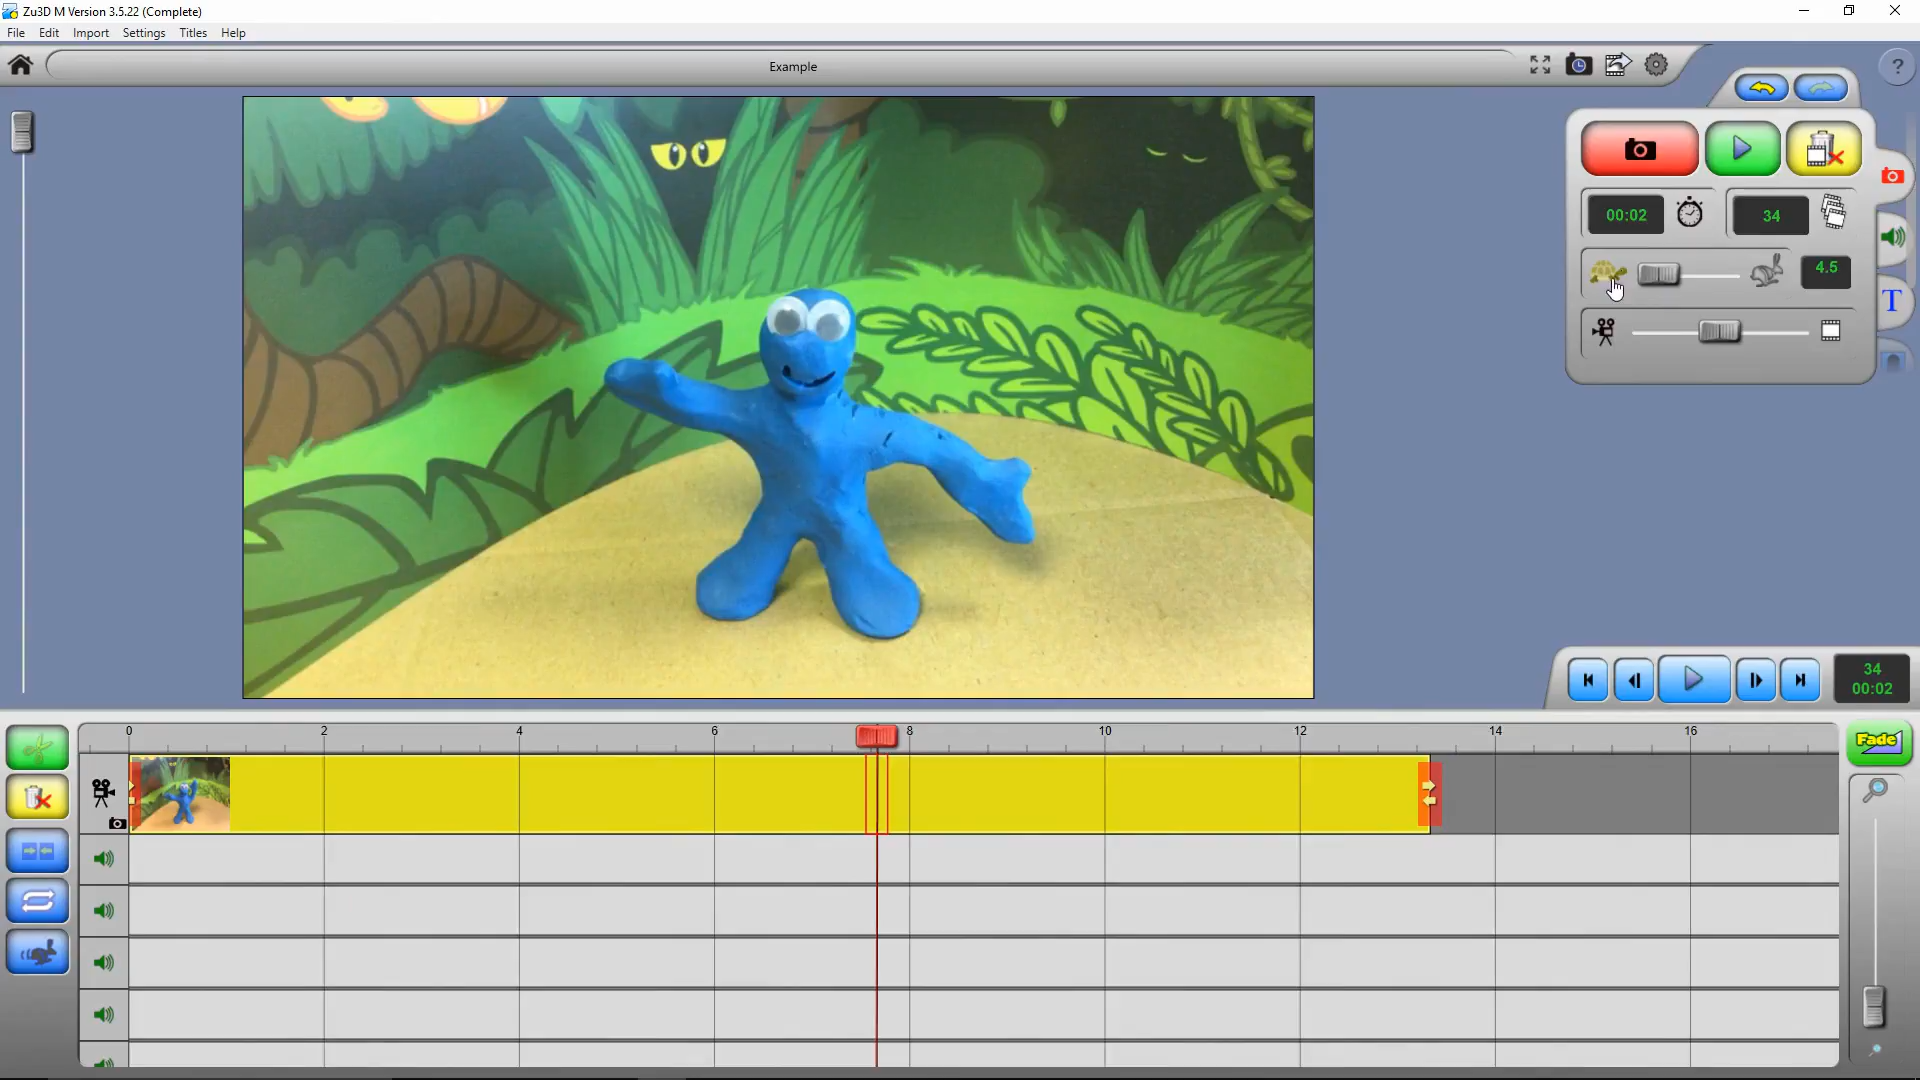 Zu3D M Version 3.5.22 (Complete)
File Edit Import Settings Titles Help
Example
?
00:02 34
4.5
T
34
00:02
0 2 4 6 8 10 12 14 16
Fade